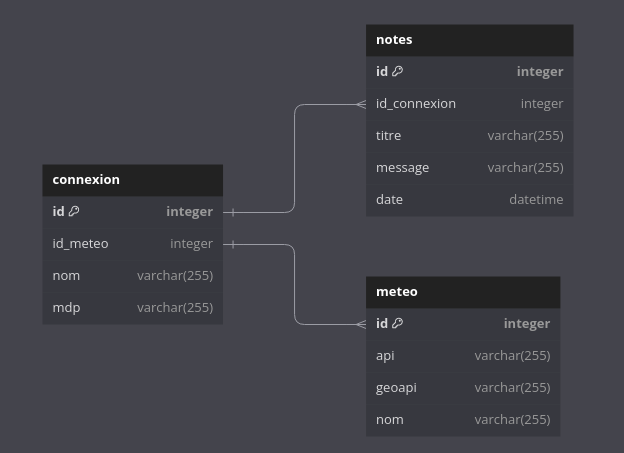 notes
id integer
id_connexion integer
titre varchar(255)
message varchar(255)
date datetime
connexion
id integer
id_meteo integer
nom varchar(255)
mdp varchar(255)
meteo
id integer
api varchar(255)
geoapi varchar(255)
nom varchar(255)